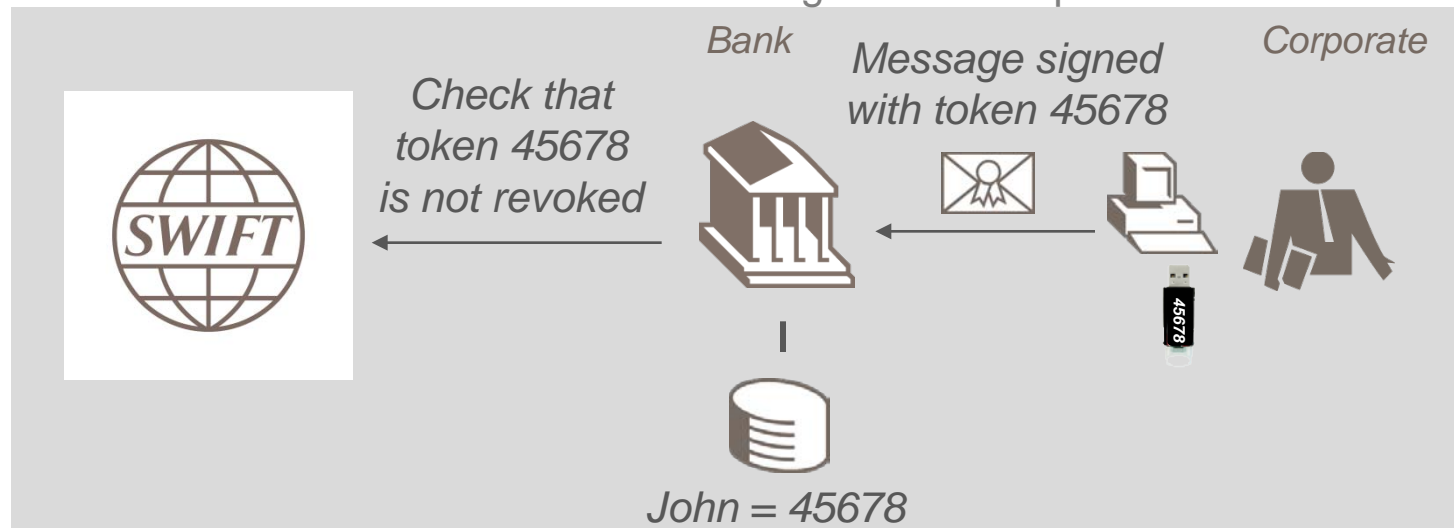 Bank
Corporate
Message signed
with token 45678
Check that
token 45678
is not revoked
SWIFT
45678
John = 45678